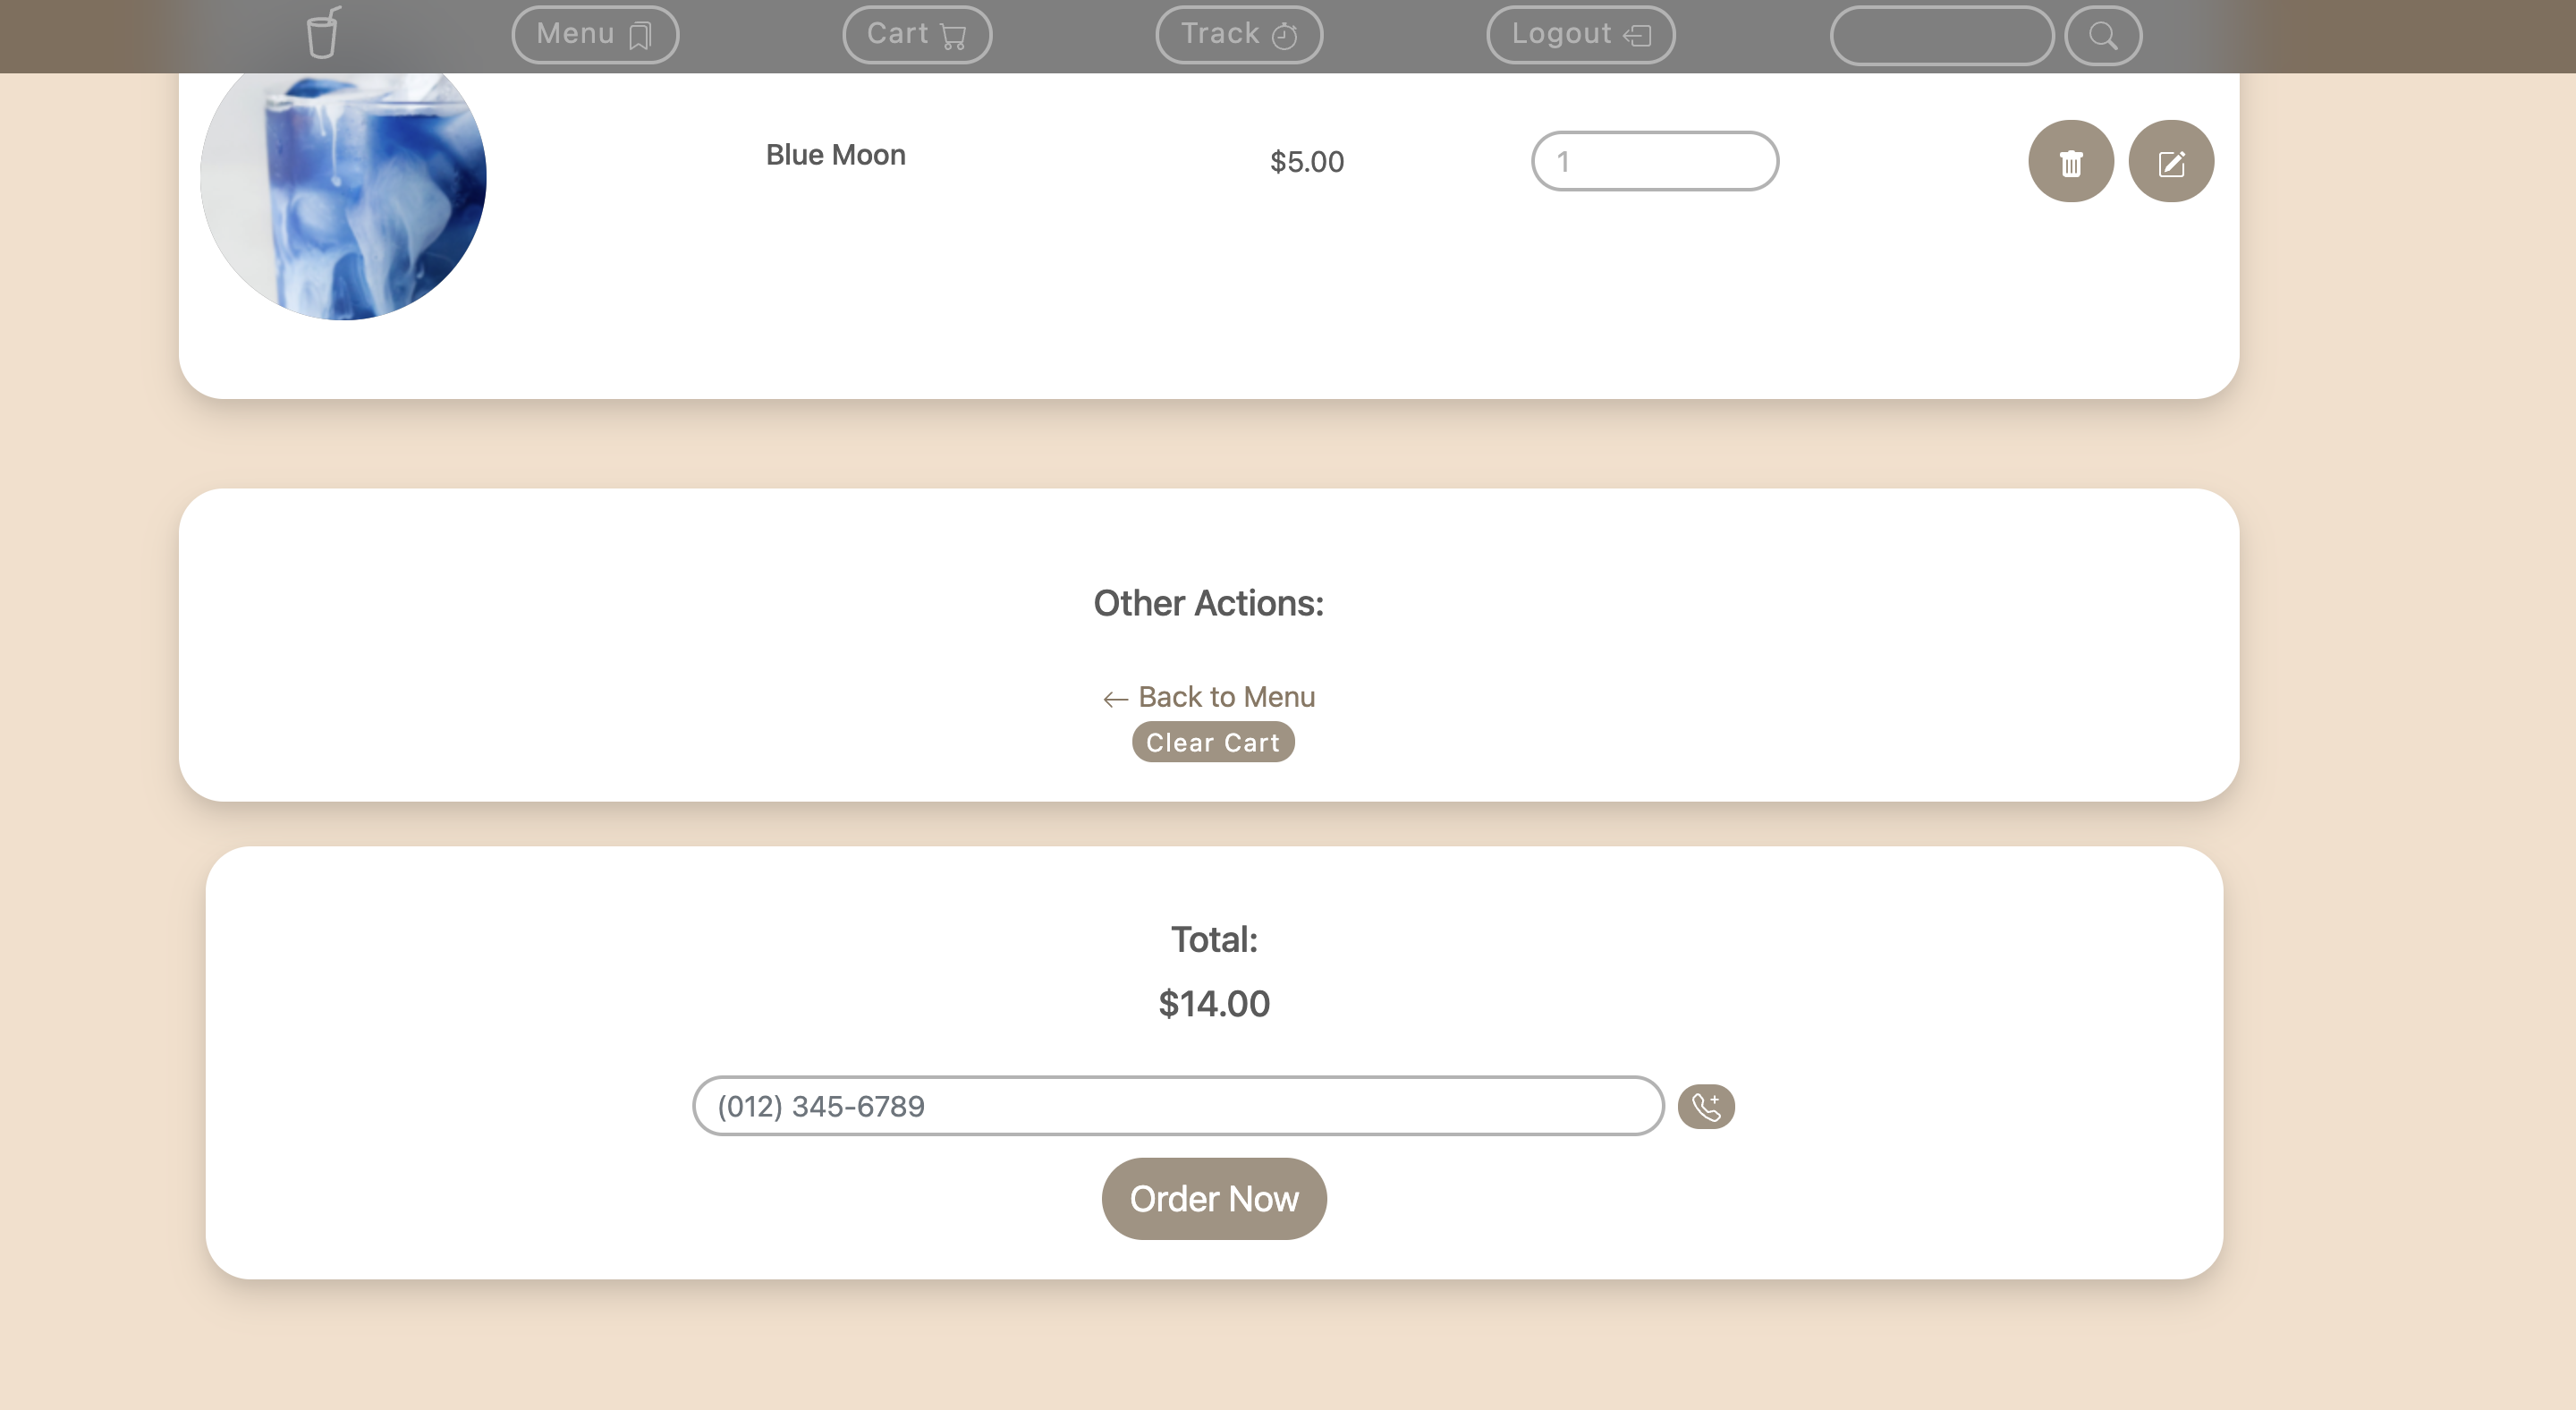 Menu Cart Track Logout
Blue Moon $5.00 1
Other Actions:
← Back to Menu
Clear Cart
Total:
$14.00
(012) 345-6789
Order Now